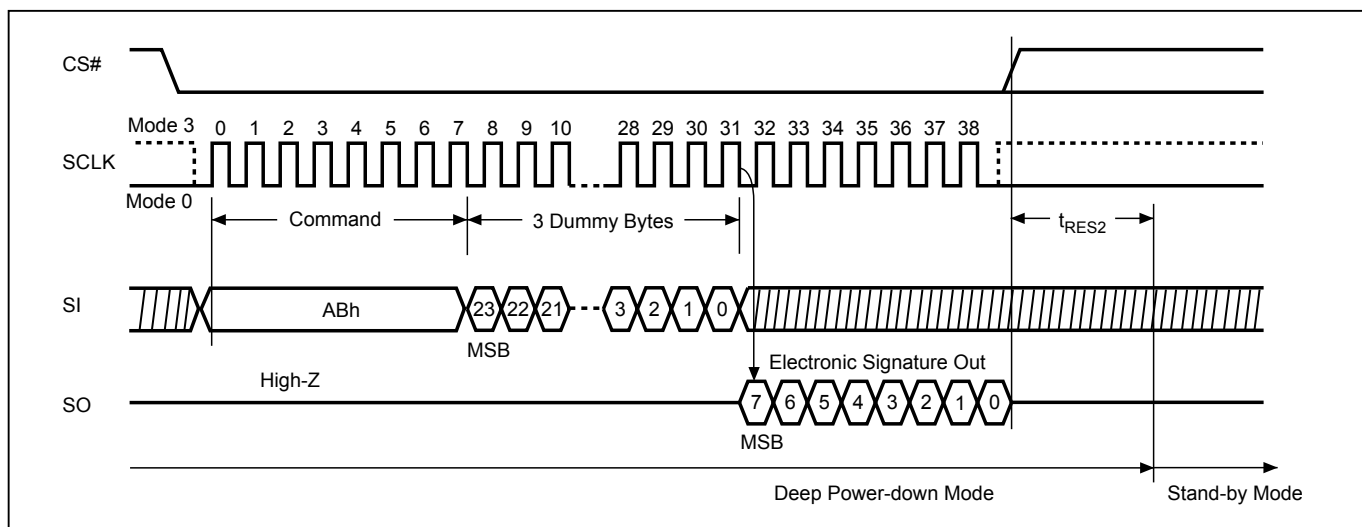 CS#
Mode 3 0 1 2 3 4 5 6 7 8 9 10 28 29 30 31 32 33 34 35 36 37 38
SCLK
Mode 0
Command 3 Dummy Bytes tRES2
SI ABh 23 22 21 3 2 1 0
MSB
Electronic Signature Out
High-Z
SO 7 6 5 4 3 2 1 0
MSB
Deep Power-down Mode Stand-by Mode